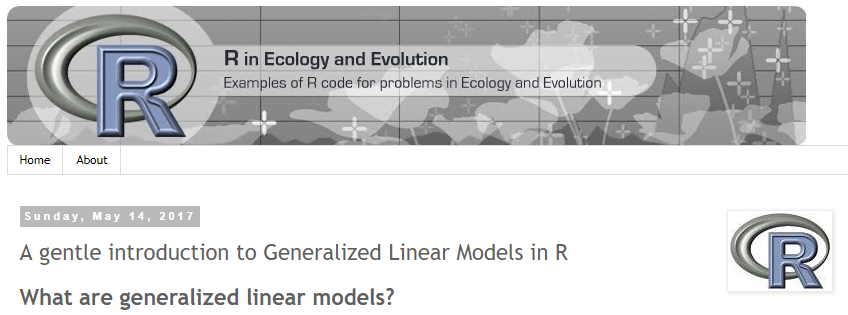 R
R in Ecology and Evolution
Examples of R code for problems in Ecology and Evolution
Home
About
Sunday, May 14, 2017
R
A gentle introduction to Generalized Linear Models in R
What are generalized linear models?